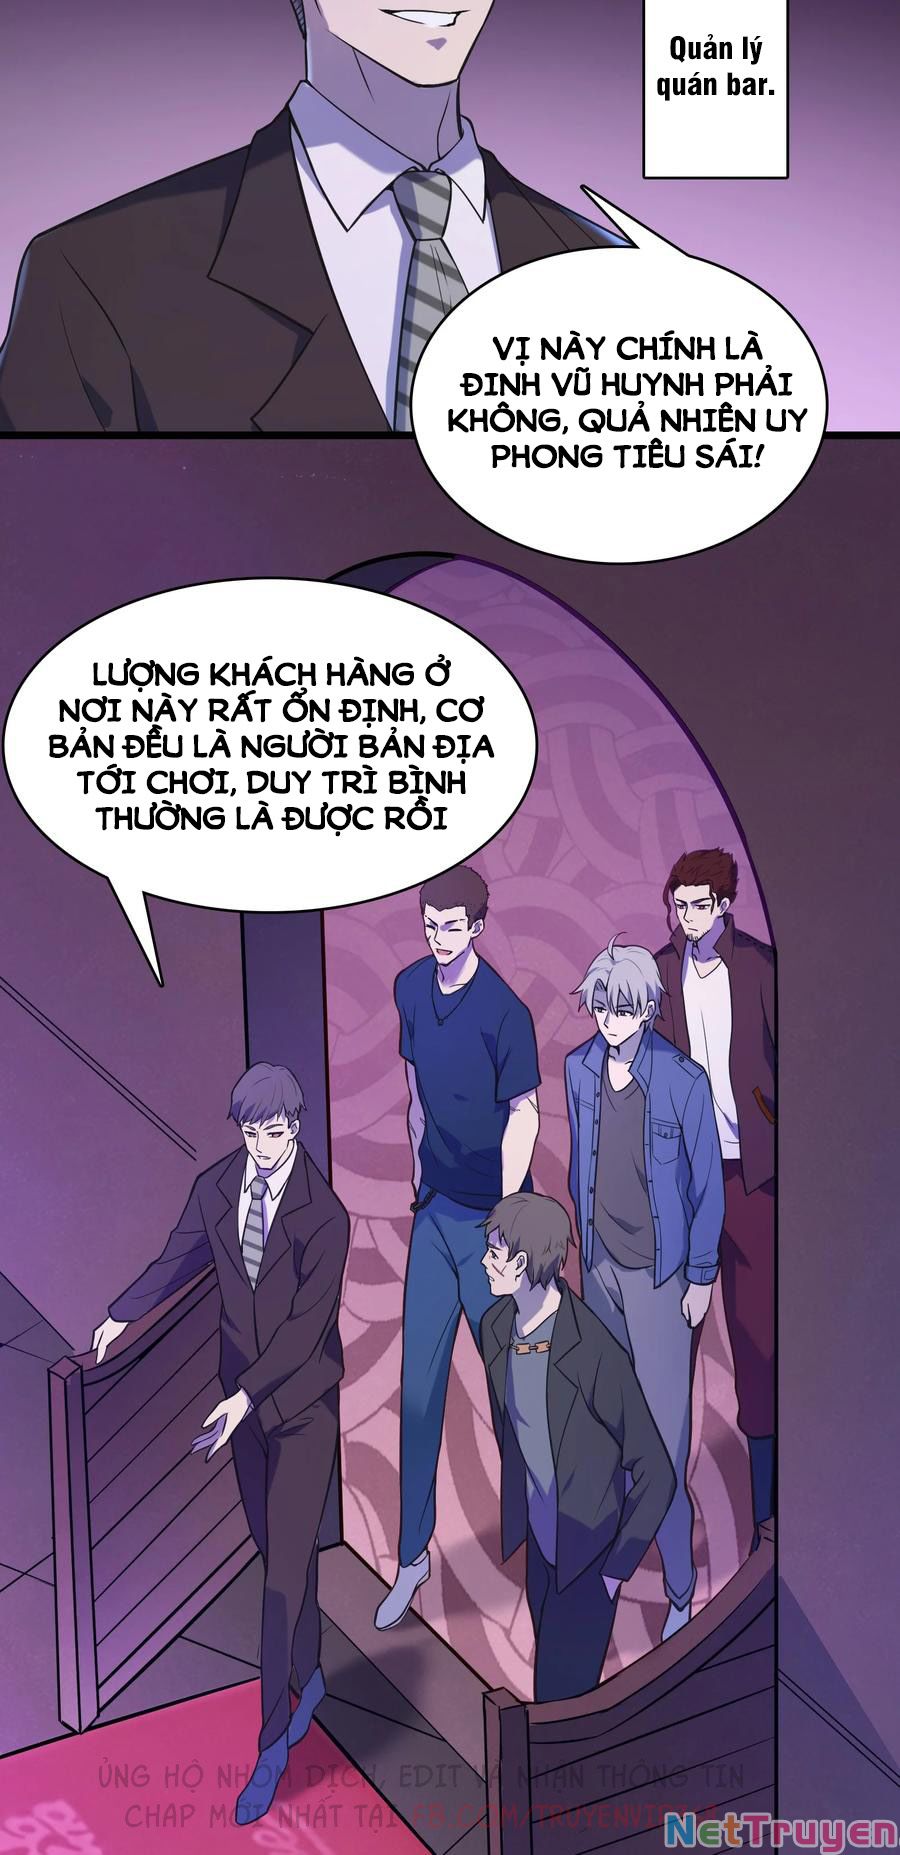 Quản lý
quán bar.
VỊ NÀY CHÍNH LÀ
ĐINH VŨ HUYNH PHẢI
KHÔNG, QUẢ NHIÊN UY
PHONG TIÊU SÁI!
LƯỢNG KHÁCH HÀNG Ở
NƠI NÀY RẤT ỔN ĐỊNH, CƠ
BẢN ĐỀU LÀ NGƯỜI BẢN ĐỊA
TỚI CHƠI, DUY TRÌ BÌNH
THƯỜNG LÀ ĐƯỢC RỒI
ỦNG HỘ NHÓM DỊCH, EDIT VÀ NHẬN THÔNG TIN
CHAP MỚI NHẤT TẠI
NetTruyen